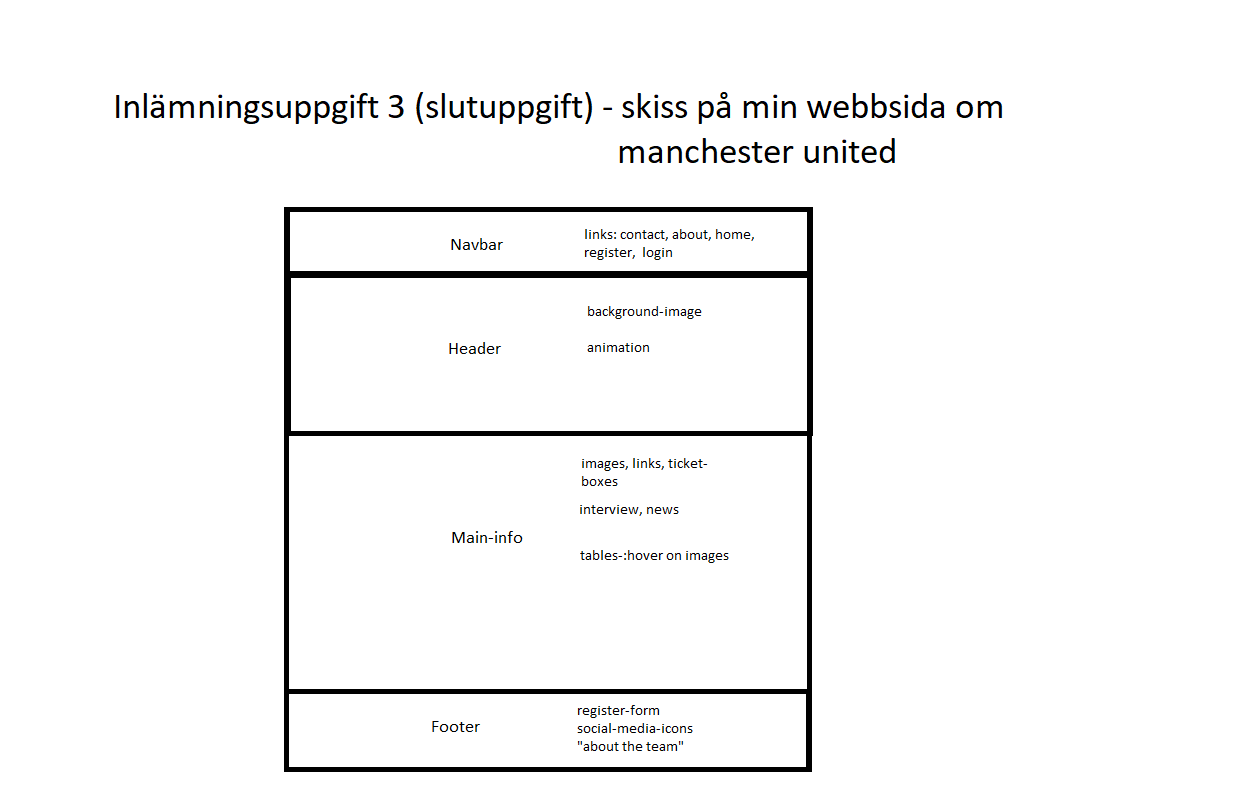 Inlämningsuppgift 3 (slutuppgift) - skiss på min webbsida om
manchester united
Navbar
links: contact, about, home,
register, login
Header
background-image
animation
Main-info
images, links, ticket-
boxes
interview, news
tables-:hover on images
Footer
register-form
social-media-icons
"about the team"